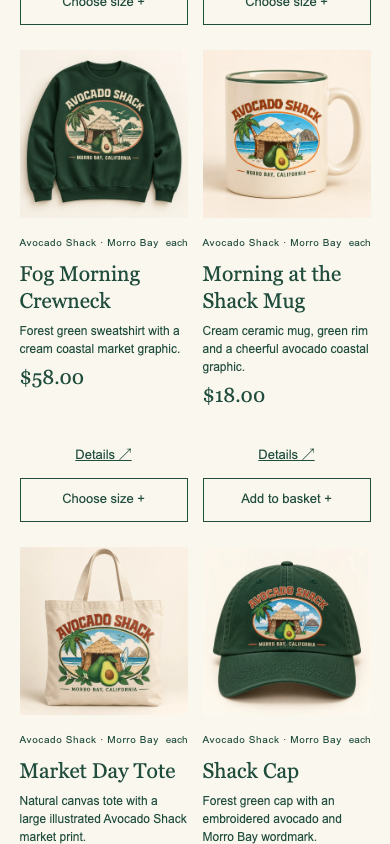 Choose size +
Choose size +
AVOCADO SHACK
MORRO BAY, CALIFORNIA
AVOCADO SHACK
MORRO BAY, CALIFORNIA
Avocado Shack · Morro Bay each
Fog Morning
Crewneck
Forest green sweatshirt with a
cream coastal market graphic.
$58.00
Details ↗
Choose size +
Avocado Shack · Morro Bay each
Morning at the
Shack Mug
Cream ceramic mug, green rim
and a cheerful avocado coastal
graphic.
$18.00
Details ↗
Add to basket +
AVOCADO SHACK
MORRO BAY, CALIFORNIA
AVOCADO SHACK
MORRO BAY, CALIFORNIA
Avocado Shack · Morro Bay each
Market Day Tote
Natural canvas tote with a
large illustrated Avocado Shack
market print.
Avocado Shack · Morro Bay each
Shack Cap
Forest green cap with an
embroidered avocado and
Morro Bay wordmark.